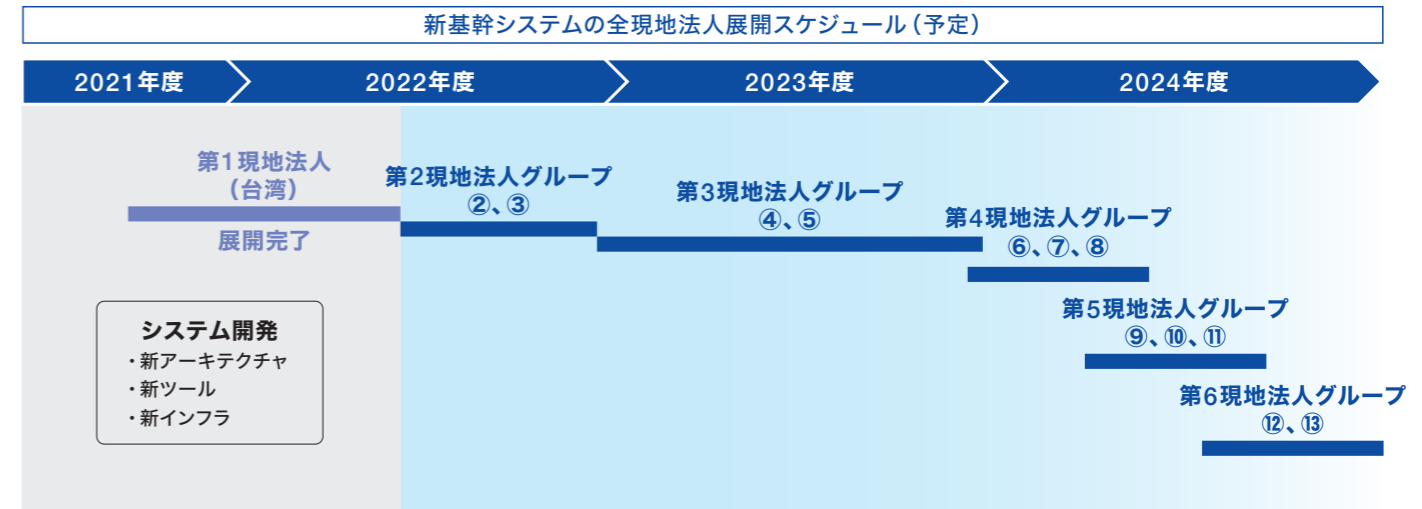 新基幹システムの全現地法人展開スケジュール（予定）
2021年度
2022年度
2023年度
2024年度
第1現地法人
（台湾）
展開完了
第2現地法人グループ
②、③
第3現地法人グループ
④、⑤
第4現地法人グループ
⑥、⑦、⑧
第5現地法人グループ
⑨、⑩、⑪
第6現地法人グループ
⑫、⑬
システム開発
・新アーキテクチャ
・新ツール
・新インフラ